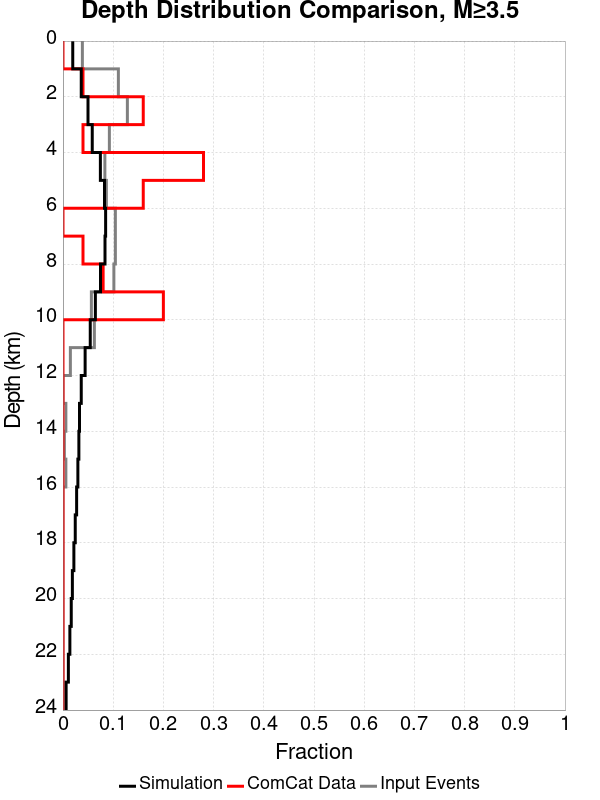 Depth Distribution Comparison, M≥3.5
0
2
4
6
8
10
12
14
16
18
20
22
24
Depth (km)
0 0.1 0.2 0.3 0.4 0.5 0.6 0.7 0.8 0.9 1
Fraction
Simulation ComCat Data Input Events